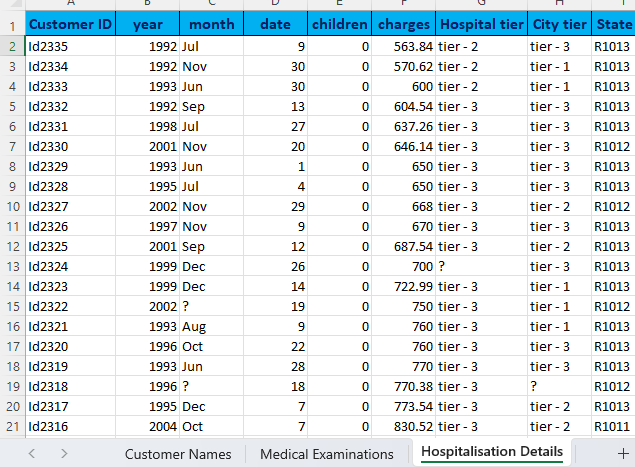 A B C D E F G H I
1 Customer ID year month date children charges Hospital tier City tier State
2 Id2335 1992 Jul 9 0 563.84 tier - 2 tier - 3 R1013
3 Id2334 1992 Nov 30 0 570.62 tier - 2 tier - 1 R1013
4 Id2333 1993 Jun 30 0 600 tier - 2 tier - 1 R1013
5 Id2332 1992 Sep 13 0 604.54 tier - 3 tier - 3 R1013
6 Id2331 1998 Jul 27 0 637.26 tier - 3 tier - 3 R1013
7 Id2330 2001 Nov 20 0 646.14 tier - 3 tier - 3 R1012
8 Id2329 1993 Jun 1 0 650 tier - 3 tier - 3 R1013
9 Id2328 1995 Jul 4 0 650 tier - 3 tier - 3 R1013
10 Id2327 2002 Nov 29 0 668 tier - 3 tier - 2 R1012
11 Id2326 1997 Nov 9 0 670 tier - 3 tier - 3 R1013
12 Id2325 2001 Sep 12 0 687.54 tier - 3 tier - 2 R1013
13 Id2324 1999 Dec 26 0 700 ? tier - 3 R1013
14 Id2323 1999 Dec 14 0 722.99 tier - 3 tier - 1 R1013
15 Id2322 2002 ? 19 0 750 tier - 3 tier - 1 R1012
16 Id2321 1993 Aug 9 0 760 tier - 3 tier - 1 R1013
17 Id2320 1996 Oct 22 0 760 tier - 3 tier - 3 R1013
18 Id2319 1993 Jun 28 0 770 tier - 3 tier - 3 R1013
19 Id2318 1996 ? 18 0 770.38 tier - 3 ? R1012
20 Id2317 1995 Dec 7 0 773.54 tier - 3 tier - 2 R1013
21 Id2316 2004 Oct 7 0 830.52 tier - 3 tier - 2 R1011
Customer Names Medical Examinations Hospitalisation Details